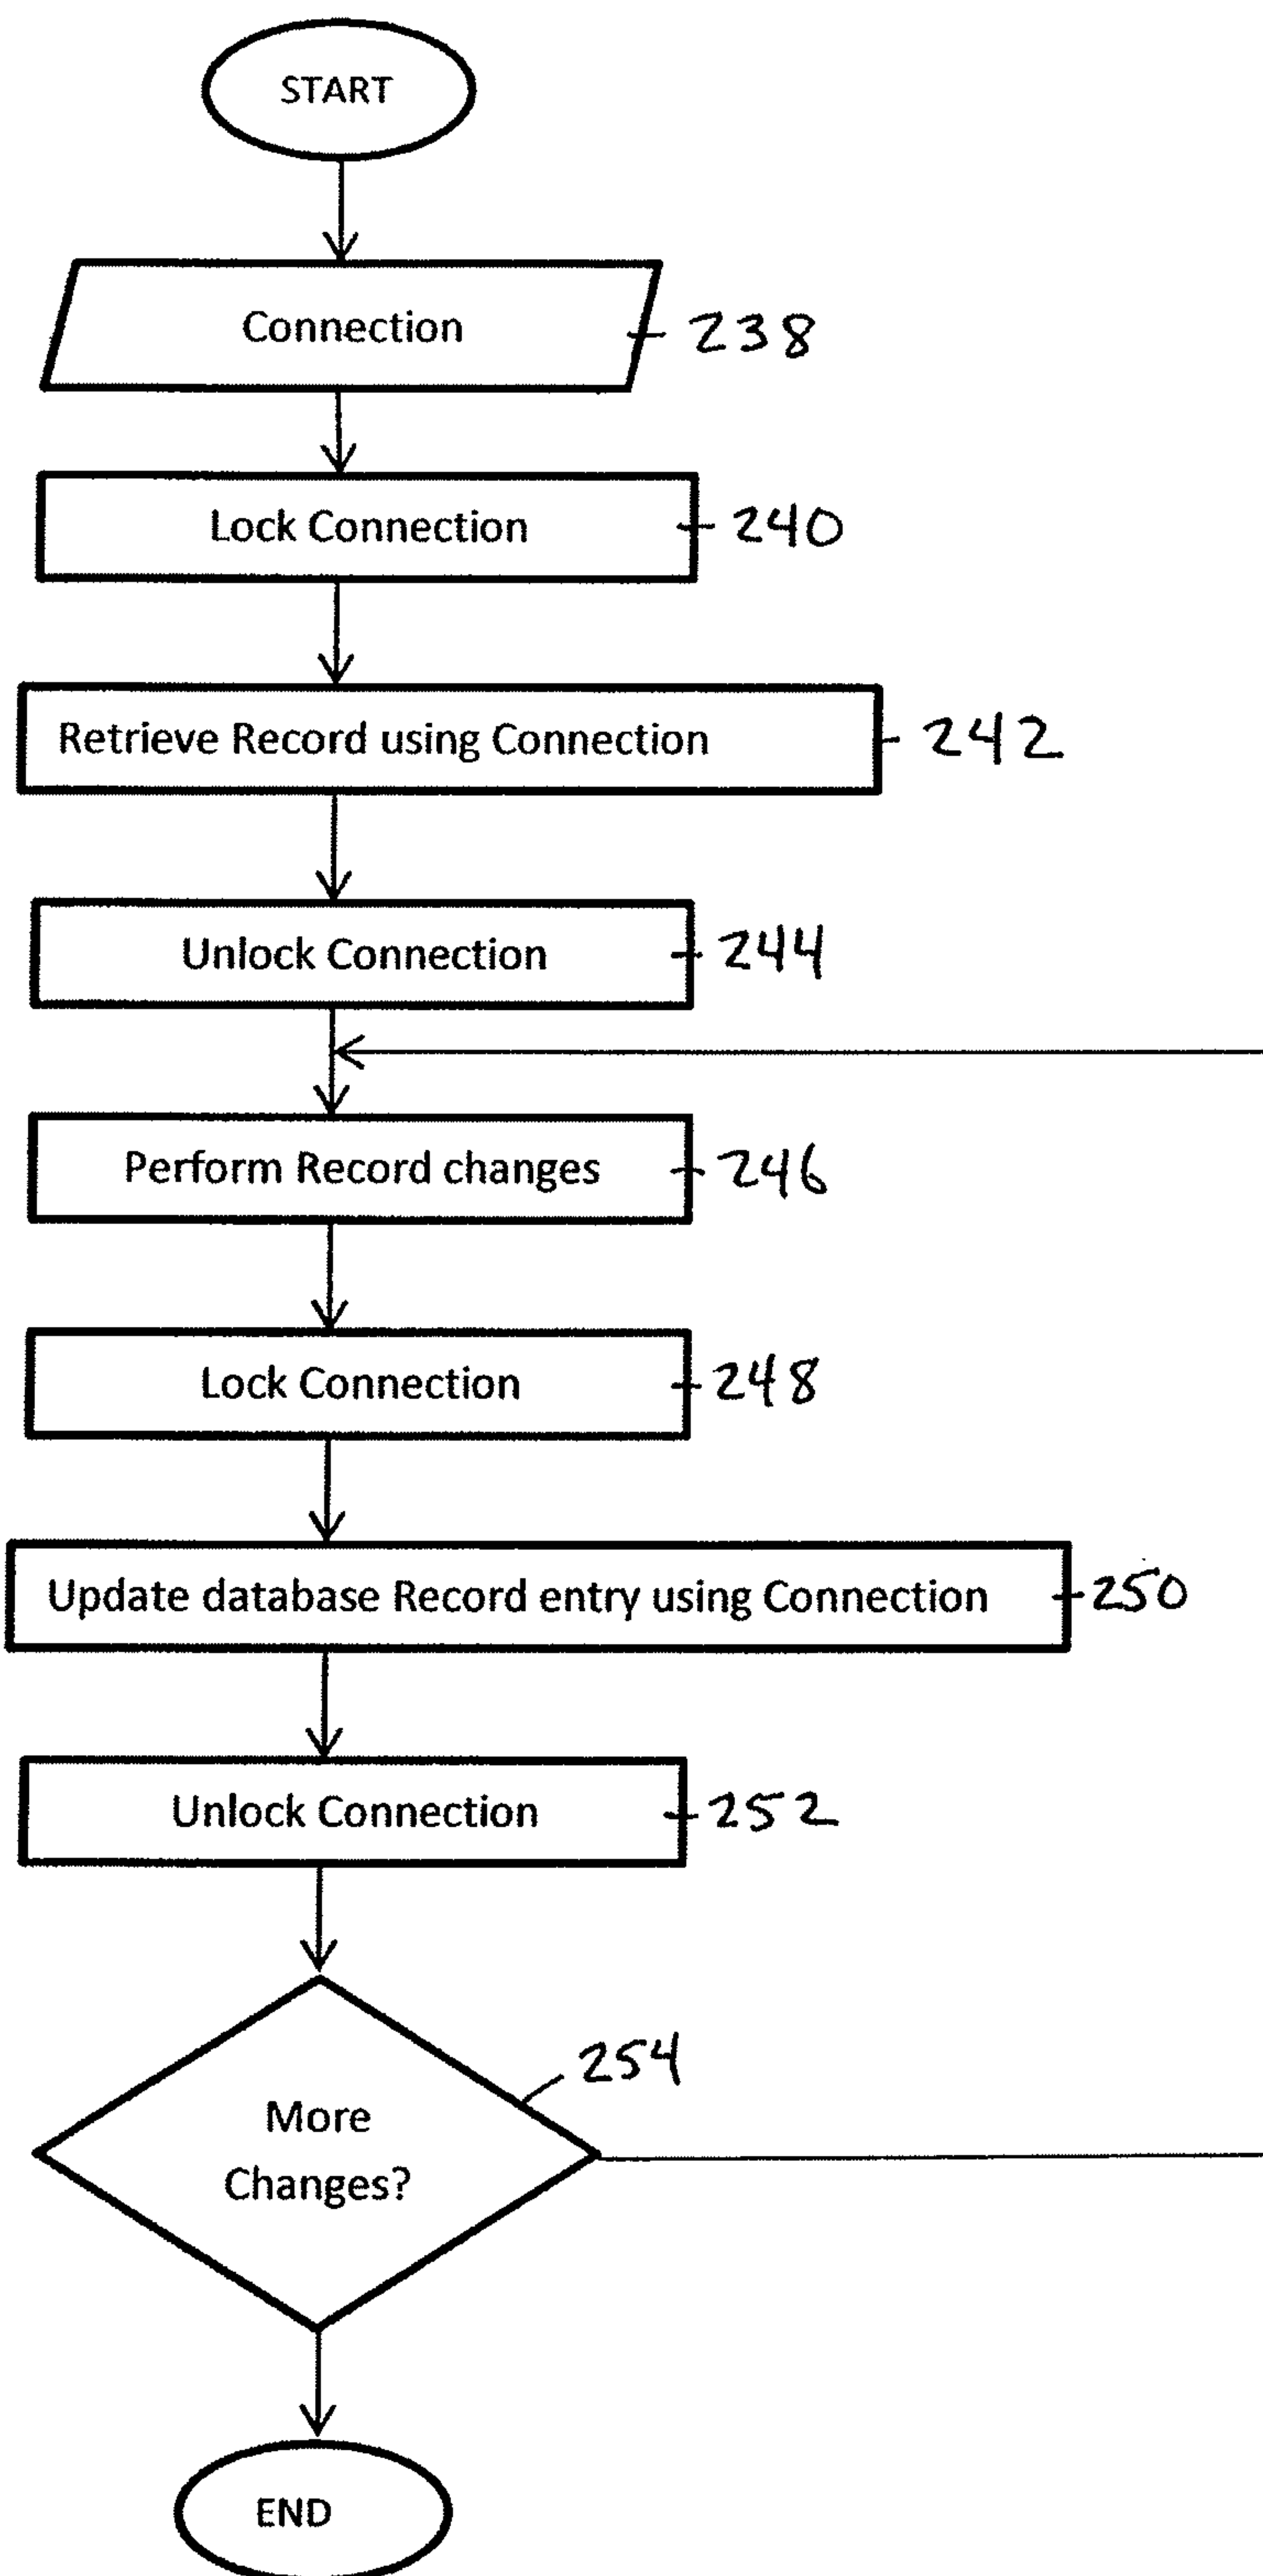 START
Connection 238
Lock Connection 240
Retrieve Record using Connection 242
Unlock Connection 244
Perform Record changes 246
Lock Connection 248
Update database Record entry using Connection 250
Unlock Connection 252
254
More
Changes?
END